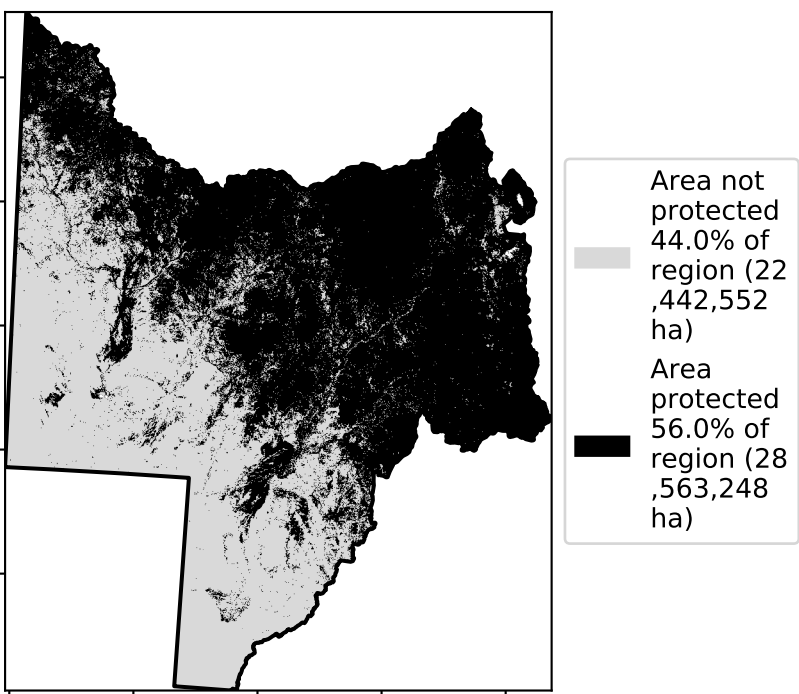 Area not
protected
44.0% of
region (22
,442,552
ha)
Area
protected
56.0% of
region (28
,563,248
ha)